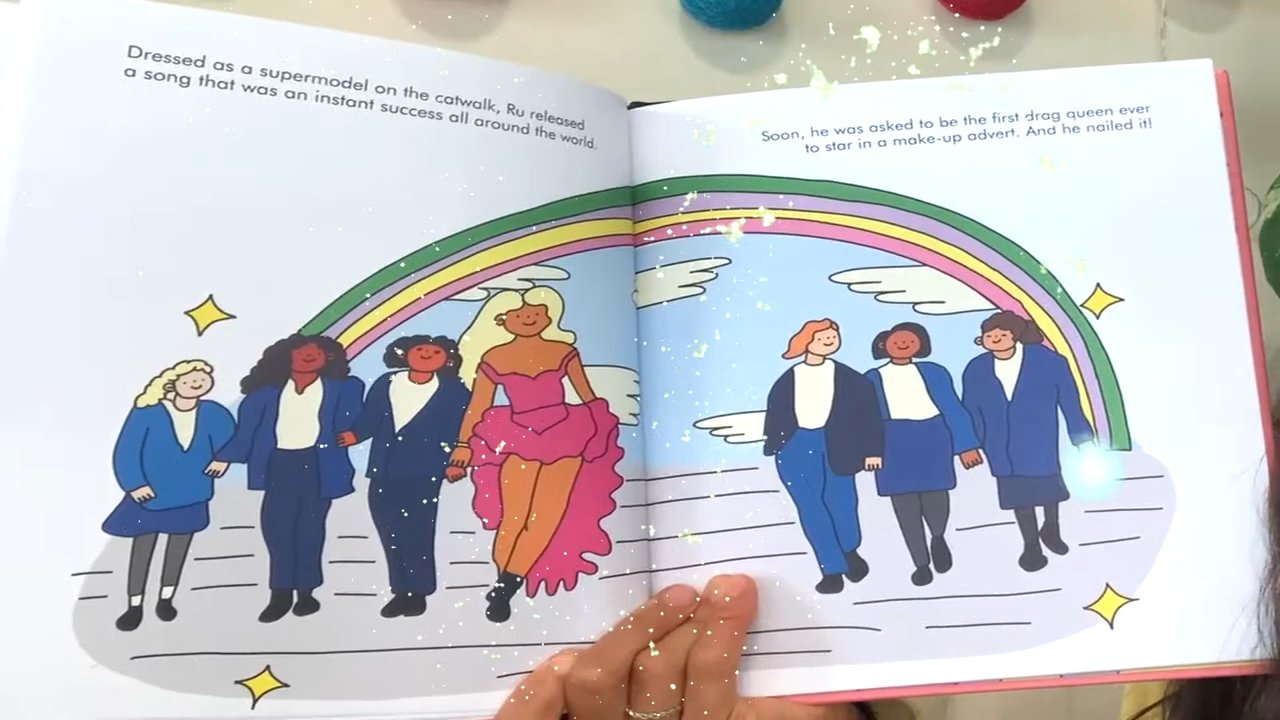 Dressed as a supermodel on the catwalk, Ru released
a song that was an instant success all around the world.
Soon, he was asked to be the first drag queen ever
to star in a make-up advert. And he nailed it!